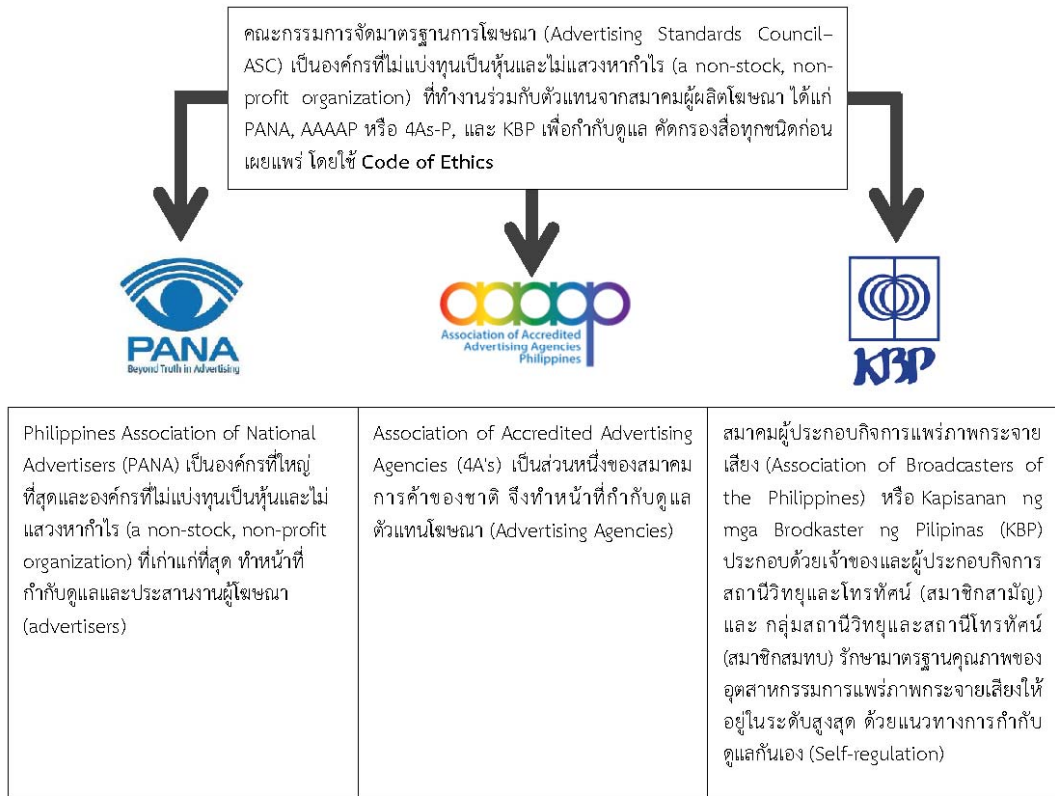 คณะกรรมการจัดมาตรฐานการโฆษณา (Advertising Standards Council–
ASC) เป็นองค์กรที่ไม่แบ่งทุนเป็นหุ้นและไม่แสวงหากำไร (a non-stock, non-
profit organization) ที่ทำงานร่วมกับตัวแทนจากสมาคมผู้ผลิตโฆษณา ได้แก่
PANA, AAAAP หรือ 4As-P, และ KBP เพื่อกำกับดูแล คัดกรองสื่อทุกชนิดก่อน
เผยแพร่ โดยใช้ Code of Ethics
PANA
Beyond Truth in Advertising
aaaap
Association of Accredited
Advertising Agencies
Philippines
KBP
Philippines Association of National
Advertisers (PANA) เป็นองค์กรที่ใหญ่
ที่สุดและองค์กรที่ไม่แบ่งทุนเป็นหุ้นและไม่
แสวงหากำไร (a non-stock, non-profit
organization) ที่เก่าแก่ที่สุด ทำหน้าที่
กำกับดูแลและประสานงานผู้โฆษณา
(advertisers)
Association of Accredited Advertising
Agencies (4A's) เป็นส่วนหนึ่งของสมาคม
การค้าของชาติ จึงทำหน้าที่กำกับดูแล
ตัวแทนโฆษณา (Advertising Agencies)
สมาคมผู้ประกอบกิจการแพร่ภาพกระจาย
เสียง (Association of Broadcasters of
the Philippines) หรือ Kapisanan ng
mga Brodkaster ng Pilipinas (KBP)
ประกอบด้วยเจ้าของและผู้ประกอบกิจการ
สถานีวิทยุและโทรทัศน์ (สมาชิกสามัญ)
และ กลุ่มสถานีวิทยุและสถานีโทรทัศน์
(สมาชิกสมทบ) รักษามาตรฐานคุณภาพของ
อุตสาหกรรมการแพร่ภาพกระจายเสียงให้
อยู่ในระดับสูงสุด ด้วยแนวทางการกำกับ
ดูแลกันเอง (Self-regulation)